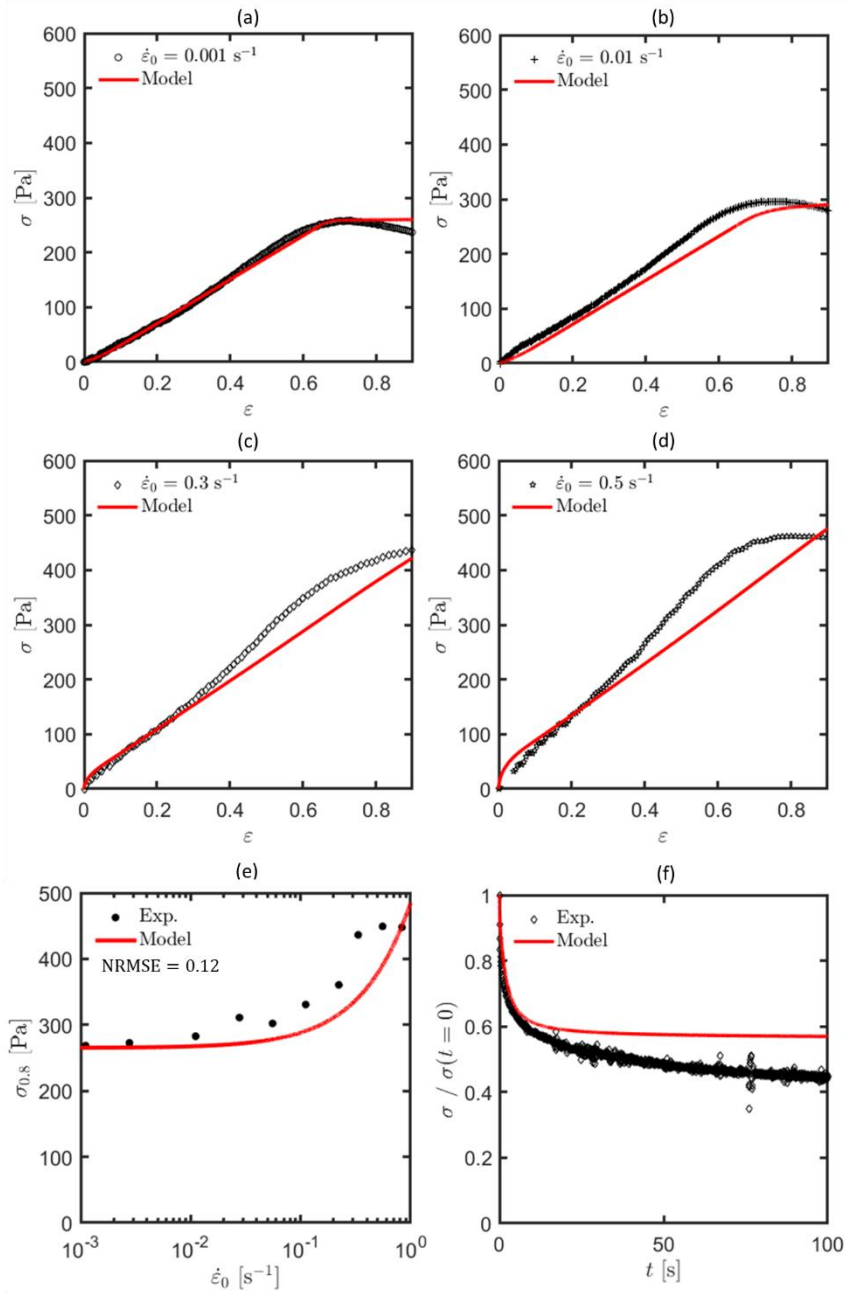 (a)
ε̇₀ = 0.001 s⁻¹
Model
600
500
400
300
200
100
0
σ [Pa]
0 0.2 0.4 0.6 0.8
ε
(b)
ε̇₀ = 0.01 s⁻¹
Model
600
500
400
300
200
100
0
σ [Pa]
0 0.2 0.4 0.6 0.8
ε
(c)
ε̇₀ = 0.3 s⁻¹
Model
600
500
400
300
200
100
0
σ [Pa]
0 0.2 0.4 0.6 0.8
ε
(d)
ε̇₀ = 0.5 s⁻¹
Model
600
500
400
300
200
100
0
σ [Pa]
0 0.2 0.4 0.6 0.8
ε
(e)
Exp.
Model
NRMSE = 0.12
500
400
300
200
100
0
σ₀.₈ [Pa]
10⁻³ 10⁻² 10⁻¹ 10⁰
ε̇₀ [s⁻¹]
(f)
Exp.
Model
1
0.8
0.6
0.4
0.2
0
σ / σ(t = 0)
0 50 100
t [s]